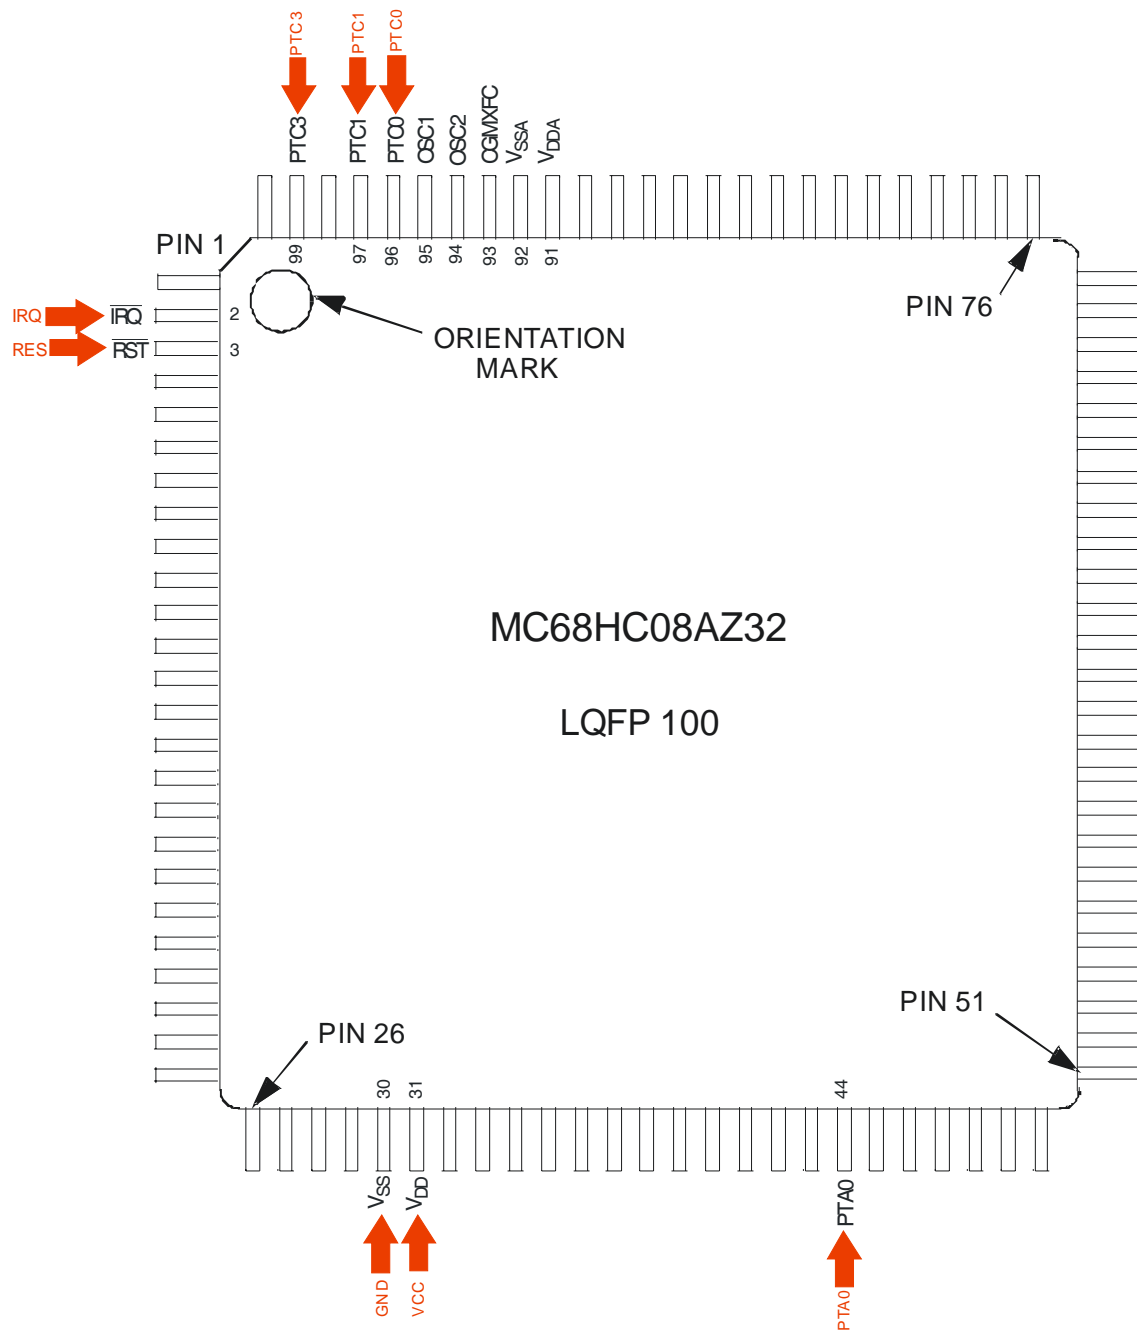 PTC3 PTC1 PTC0
PTC3 PTC1 PTC0 OSC1 OSC2 CGMXFC VSSA VDDA
PIN 1 99 97 96 95 94 93 92 91
PIN 76
IRQ IRQ 2
RES RST 3
ORIENTATION
MARK
MC68HC08AZ32
LQFP 100
PIN 51
PIN 26
30 31 44
VSS VDD PTA0
GND VCC PTA0